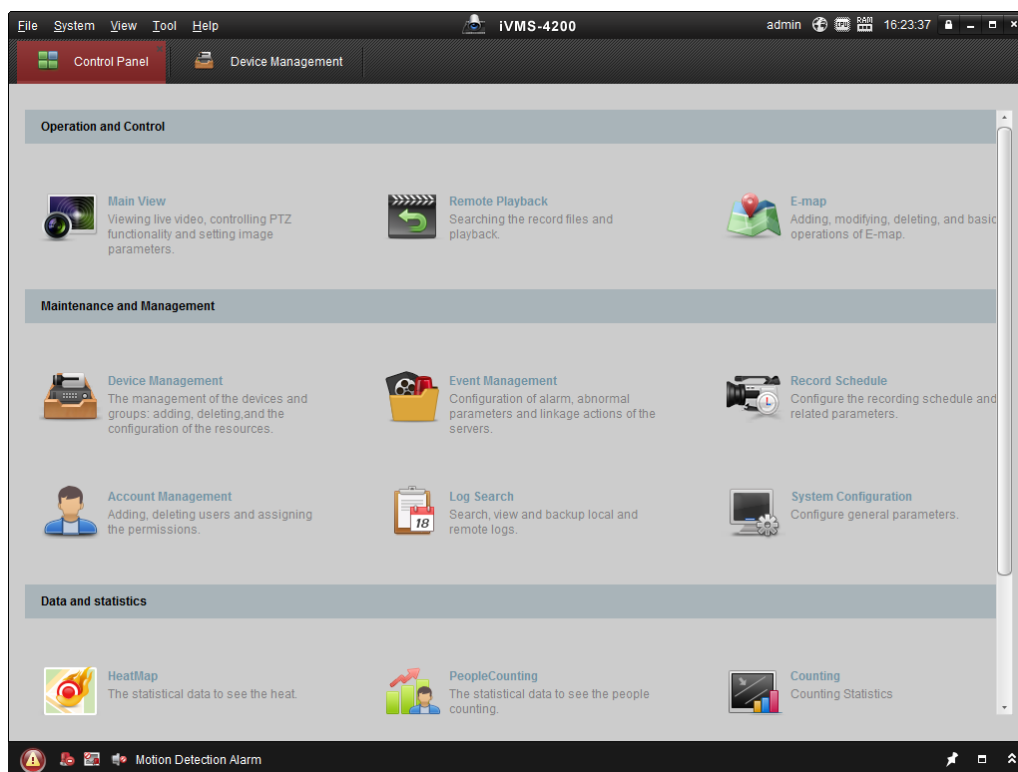 File System View Tool Help iVMS-4200 admin CPU RAM 16:23:37
Control Panel Device Management
Operation and Control
Main View
Viewing live video, controlling PTZ
functionality and setting image
parameters.
Remote Playback
Searching the record files and
playback.
E-map
Adding, modifying, deleting, and basic
operations of E-map.
Maintenance and Management
Device Management
The management of the devices and
groups: adding, deleting,and the
configuration of the resources.
Event Management
Configuration of alarm, abnormal
parameters and linkage actions of the
servers.
Record Schedule
Configure the recording schedule and
related parameters.
Account Management
Adding, deleting users and assigning
the permissions.
18
Log Search
Search, view and backup local and
remote logs.
System Configuration
Configure general parameters.
Data and statistics
HeatMap
The statistical data to see the heat.
PeopleCounting
The statistical data to see the people
counting.
Counting
Counting Statistics
Motion Detection Alarm